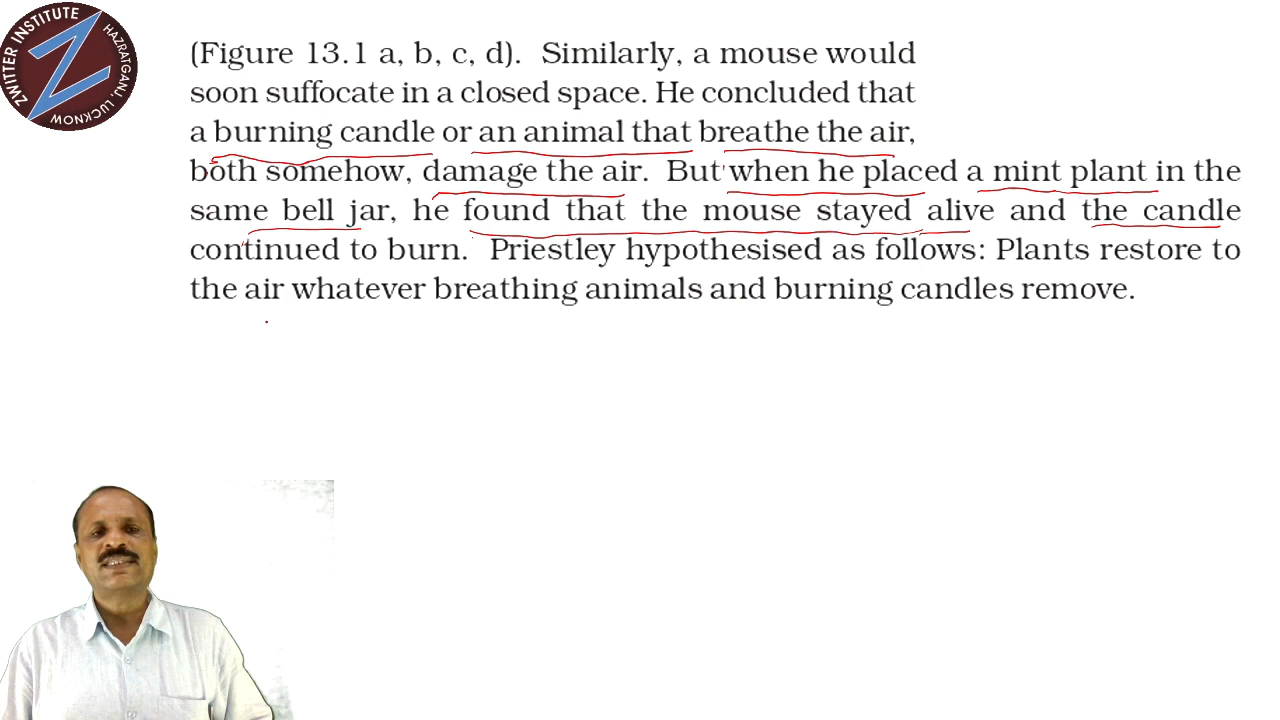 ZWITTER INSTITUTE
HAZRATGANJ, LUCKNOW
(Figure 13.1 a, b, c, d). Similarly, a mouse would
soon suffocate in a closed space. He concluded that
a burning candle or an animal that breathe the air,
both somehow, damage the air. But when he placed a mint plant in the
same bell jar, he found that the mouse stayed alive and the candle
continued to burn. Priestley hypothesised as follows: Plants restore to
the air whatever breathing animals and burning candles remove.